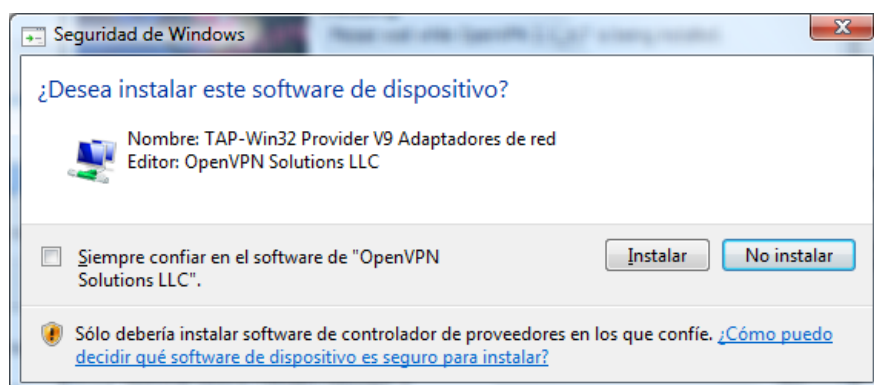 Seguridad de Windows
¿Desea instalar este software de dispositivo?
Nombre: TAP-Win32 Provider V9 Adaptadores de red
Editor: OpenVPN Solutions LLC
Siempre confiar en el software de "OpenVPN
Solutions LLC".
Instalar
No instalar
Sólo debería instalar software de controlador de proveedores en los que confíe. ¿Cómo puedo
decidir qué software de dispositivo es seguro para instalar?